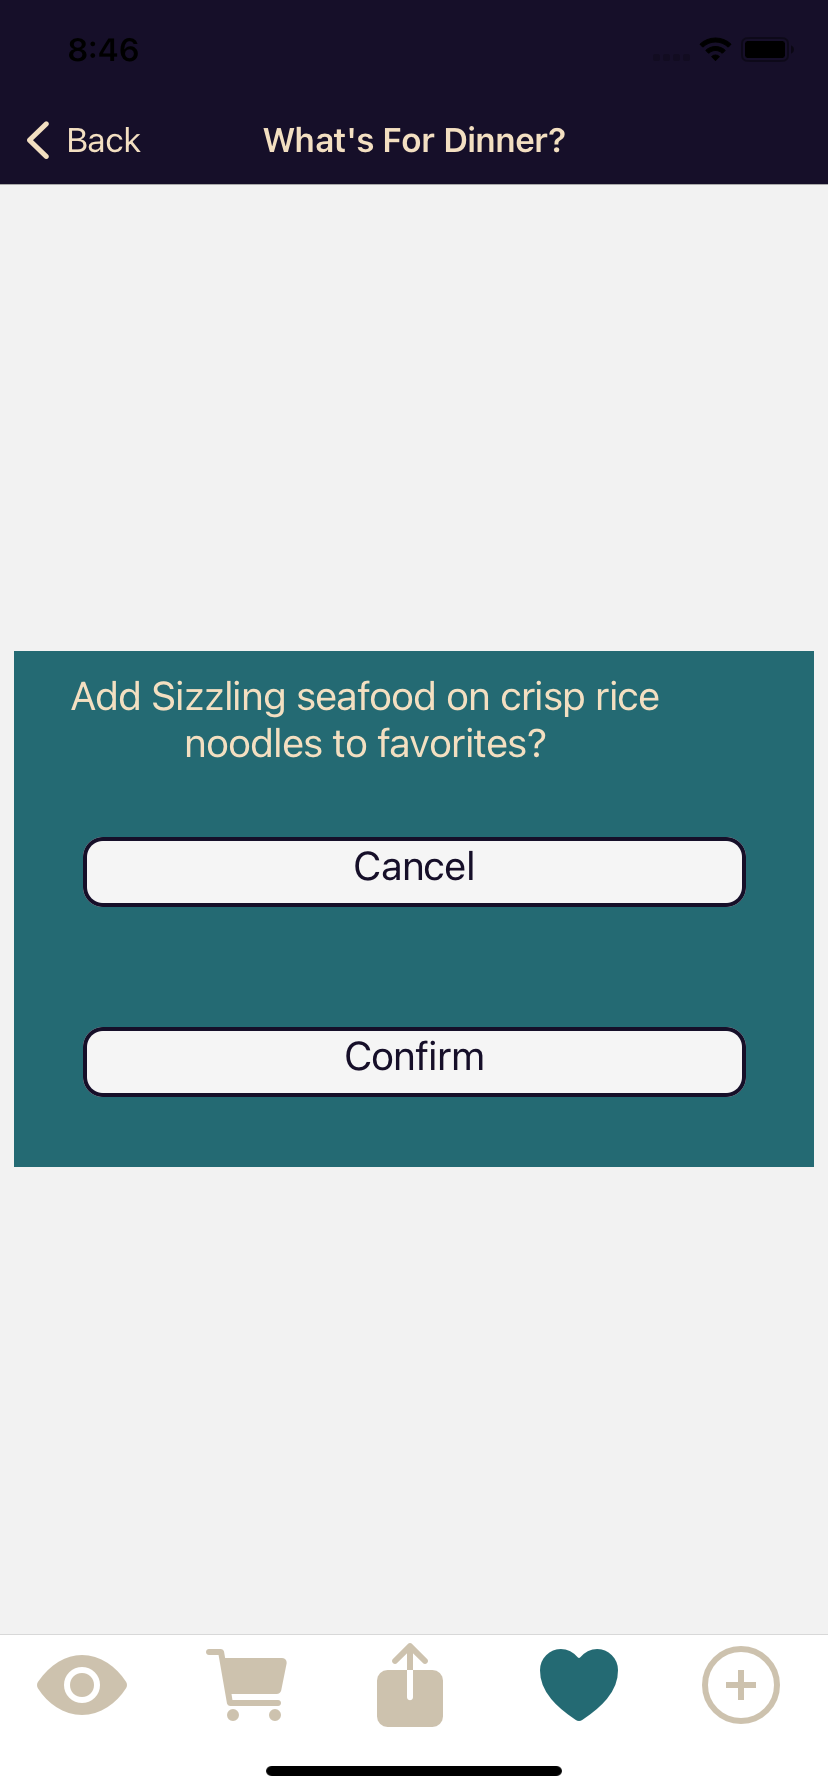 8:46
Back
What's For Dinner?
Add Sizzling seafood on crisp rice
noodles to favorites?
Cancel
Confirm